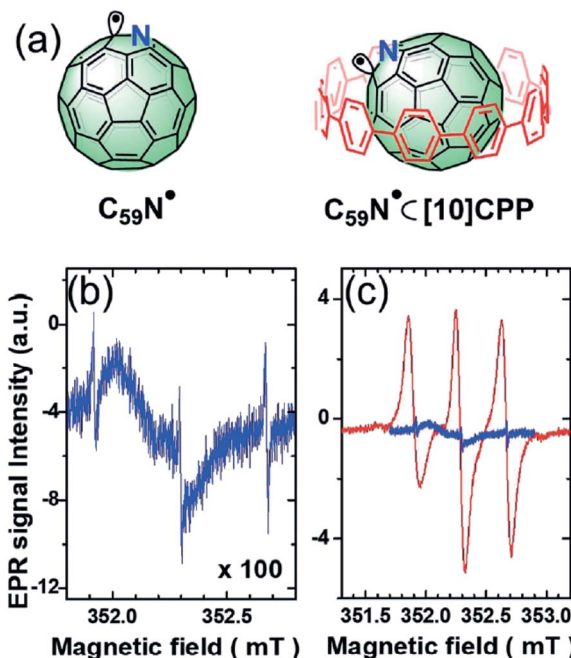 (a)
N
N
C₅₉N• C₅₉N•⊂[10]CPP
(b)
(c)
EPR signal Intensity (a.u.)
0
-4
-8
-12
x 100
352.0 352.5
Magnetic field ( mT )
4
0
-4
351.5 352.0 352.5 353.0
Magnetic field ( mT )